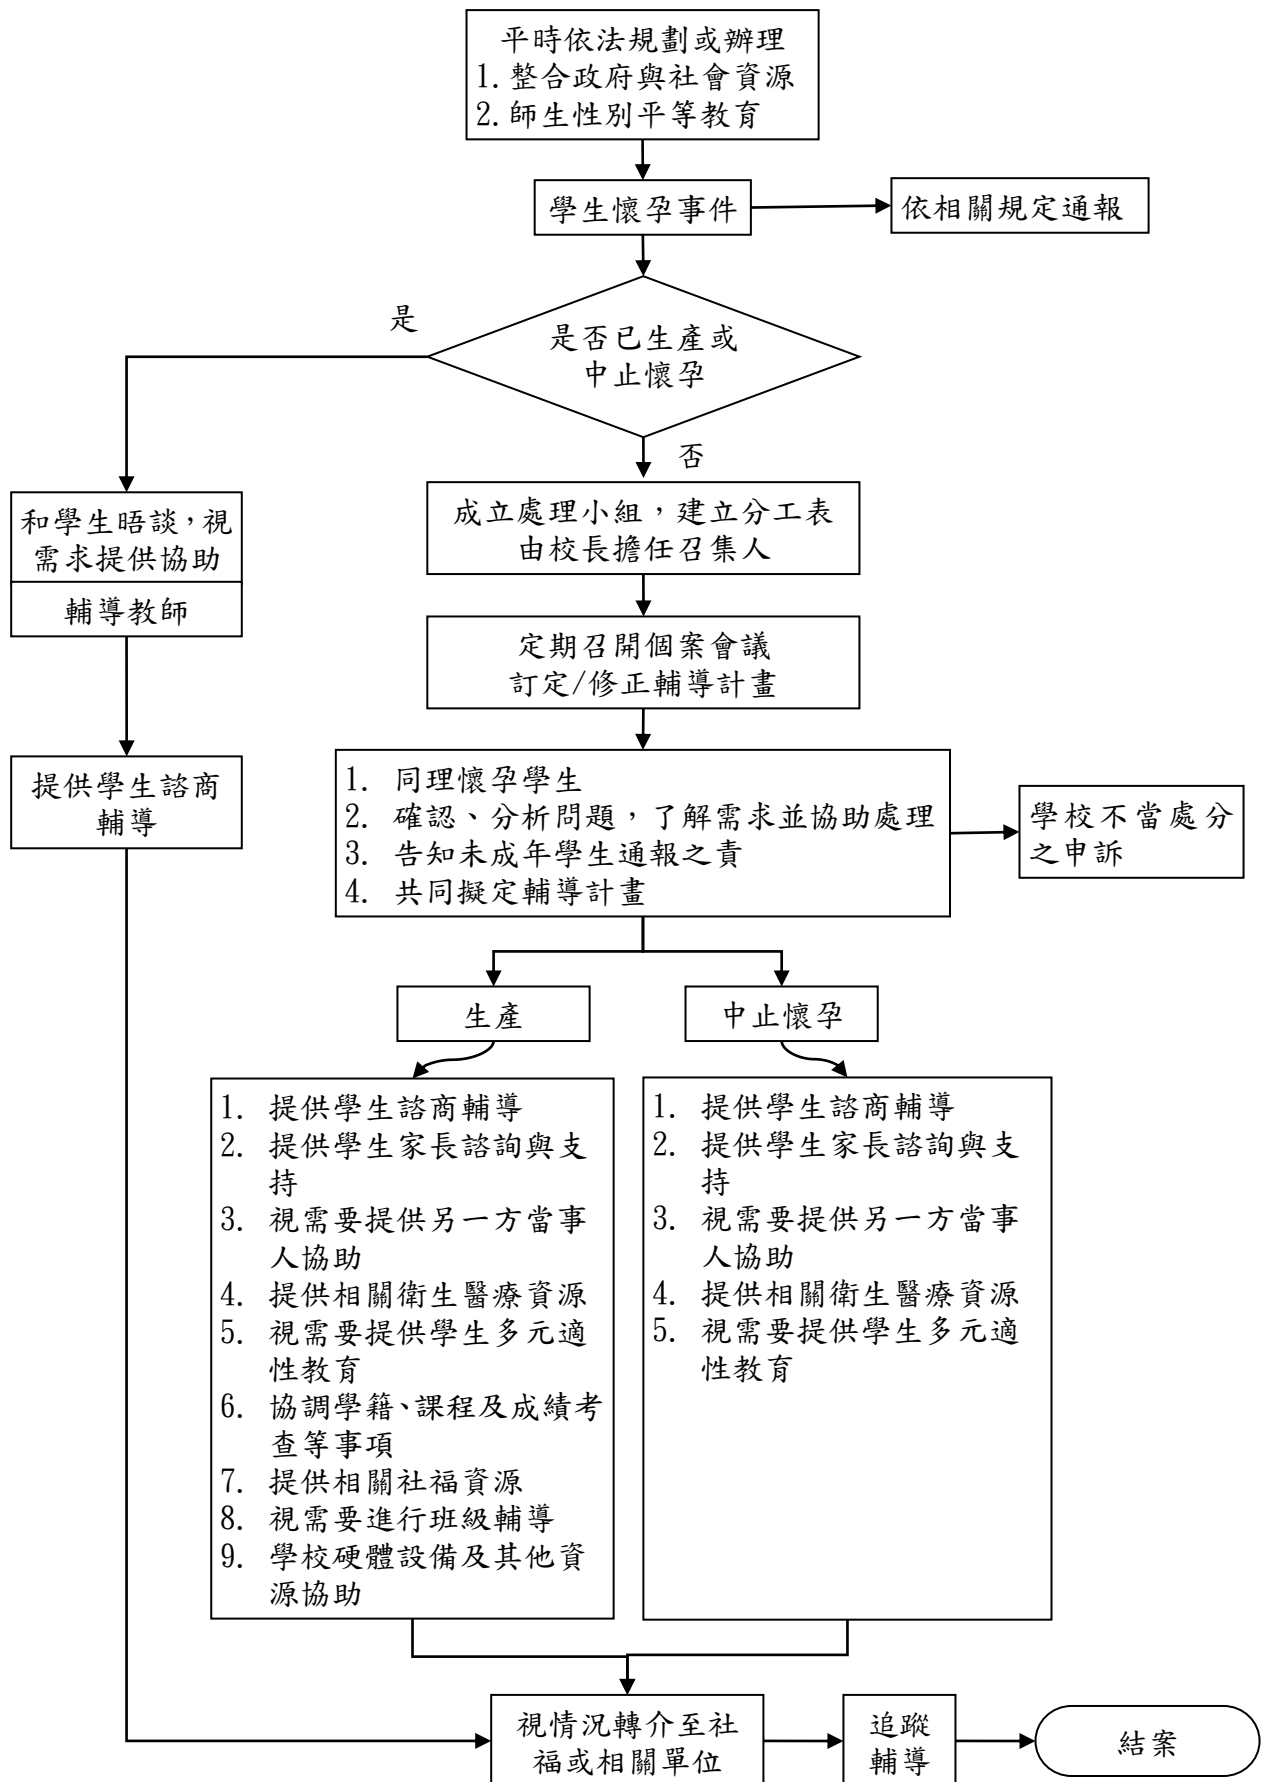 平時依法規劃或辦理
1.整合政府與社會資源
2.師生性別平等教育
學生懷孕事件
依相關規定通報
是
是否已生產或
中止懷孕
否
和學生晤談,視
需求提供協助
輔導教師
成立處理小組,建立分工表
由校長擔任召集人
定期召開個案會議
訂定/修正輔導計畫
提供學生諮商
輔導
1. 同理懷孕學生
2. 確認、分析問題,了解需求並協助處理
3. 告知未成年學生通報之責
4. 共同擬定輔導計畫
學校不當處分
之申訴
生產
中止懷孕
1. 提供學生諮商輔導
2. 提供學生家長諮詢與支
持
3. 視需要提供另一方當事
人協助
4. 提供相關衛生醫療資源
5. 視需要提供學生多元適
性教育
6. 協調學籍、課程及成績考
查等事項
7. 提供相關社福資源
8. 視需要進行班級輔導
9. 學校硬體設備及其他資
源協助
1. 提供學生諮商輔導
2. 提供學生家長諮詢與支
持
3. 視需要提供另一方當事
人協助
4. 提供相關衛生醫療資源
5. 視需要提供學生多元適
性教育
視情況轉介至社
福或相關單位
追蹤
輔導
結案